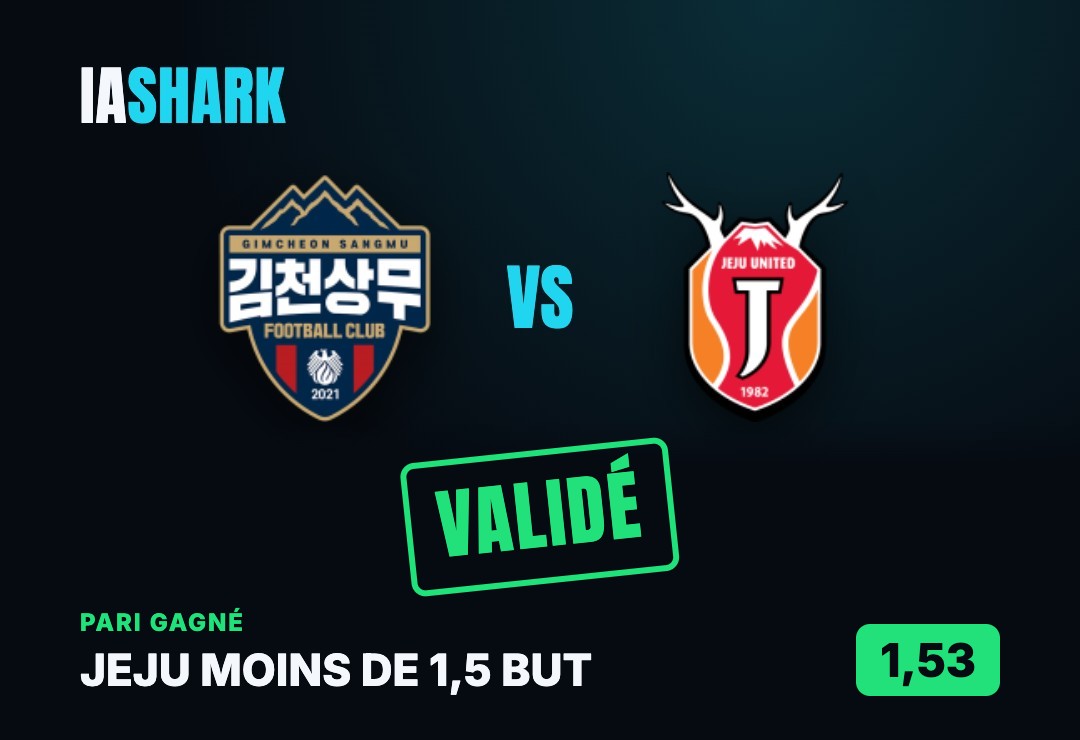 IASHARK
GIMCHEON SANGMU
김천상무
FOOTBALL CLUB
2021
VS
JEJU UNITED
J
1982
VALIDÉ
PARI GAGNÉ
JEJU MOINS DE 1,5 BUT
1,53